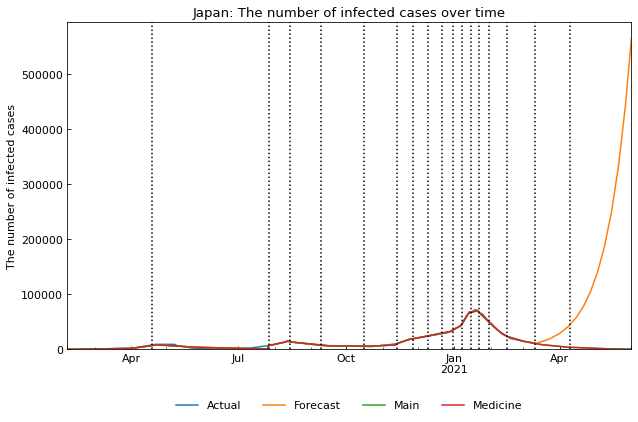 Japan: The number of infected cases over time
The number of infected cases
500000
400000
300000
200000
100000
0
Apr Jul Oct Jan Apr
2021
Actual Forecast Main Medicine